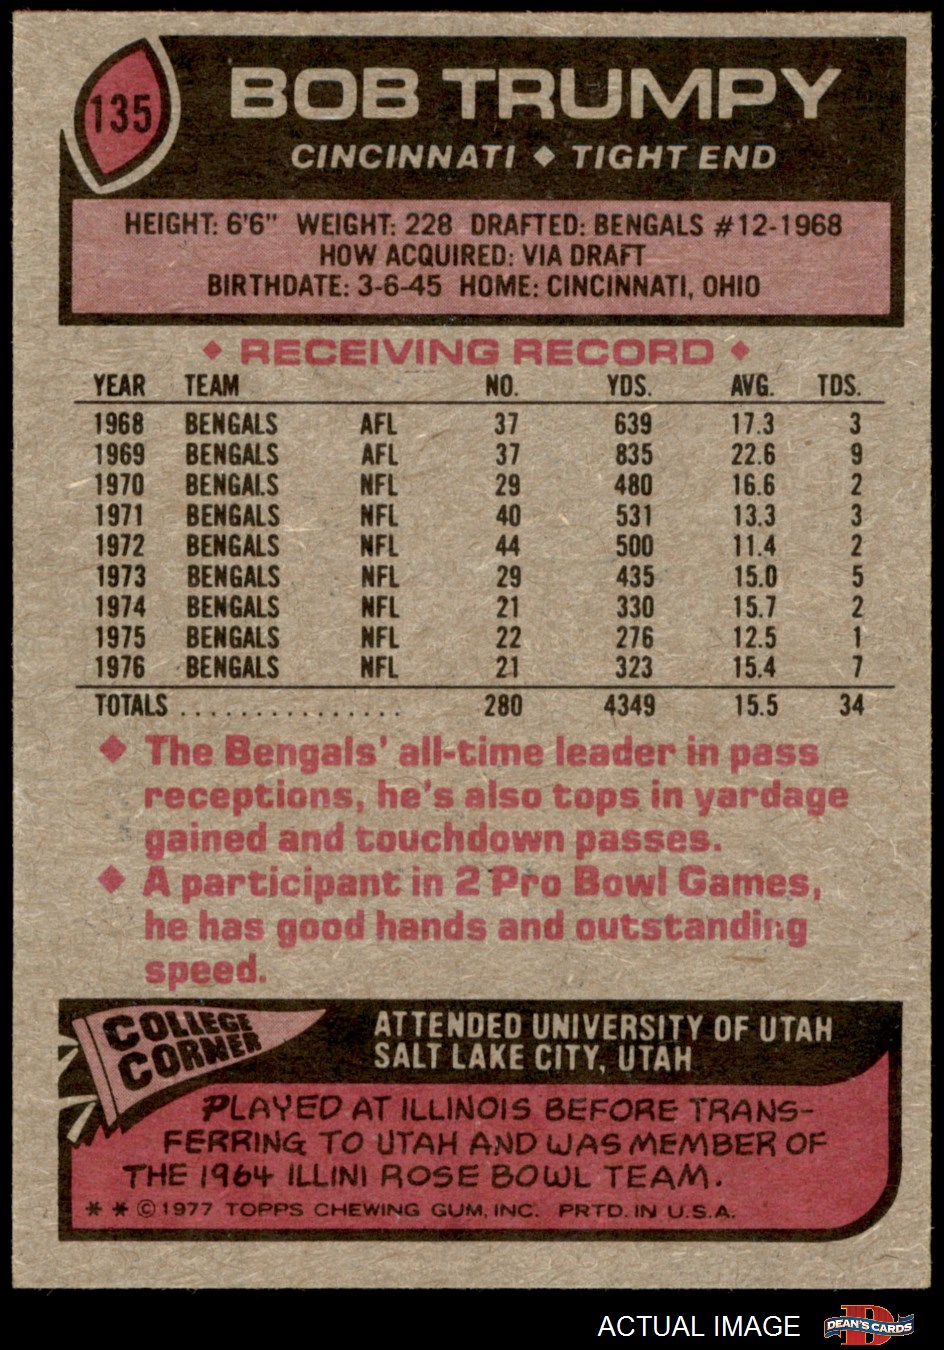 135
BOB TRUMPY
CINCINNATI ◆ TIGHT END
HEIGHT: 6'6" WEIGHT: 228 DRAFTED: BENGALS #12-1968
HOW ACQUIRED: VIA DRAFT
BIRTHDATE: 3-6-45 HOME: CINCINNATI, OHIO
◆ RECEIVING RECORD ◆
YEAR TEAM NO. YDS. AVG. TDS.
1968 BENGALS AFL 37 639 17.3 3
1969 BENGALS AFL 37 835 22.6 9
1970 BENGALS NFL 29 480 16.6 2
1971 BENGALS NFL 40 531 13.3 3
1972 BENGALS NFL 44 500 11.4 2
1973 BENGALS NFL 29 435 15.0 5
1974 BENGALS NFL 21 330 15.7 2
1975 BENGALS NFL 22 276 12.5 1
1976 BENGALS NFL 21 323 15.4 7
TOTALS . . . . . . . . . . . . . . . 280 4349 15.5 34
◆ The Bengals' all-time leader in pass
receptions, he's also tops in yardage
gained and touchdown passes.
◆ A participant in 2 Pro Bowl Games,
he has good hands and outstanding
speed.
COLLEGE
CORNER
ATTENDED UNIVERSITY OF UTAH
SALT LAKE CITY, UTAH
PLAYED AT ILLINOIS BEFORE TRANS-
FERRING TO UTAH AND WAS MEMBER OF
THE 1964 ILLINI ROSE BOWL TEAM.
* * © 1977 TOPPS CHEWING GUM, INC. PRTD. IN U.S.A.
ACTUAL IMAGE
D
DEAN'S CARDS